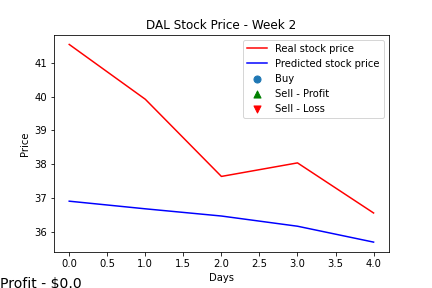 DAL Stock Price - Week 2
Real stock price
Predicted stock price
Buy
Sell - Profit
Sell - Loss
Price
41
40
39
38
37
36
0.0 0.5 1.0 1.5 2.0 2.5 3.0 3.5 4.0
Days
Profit - $0.0